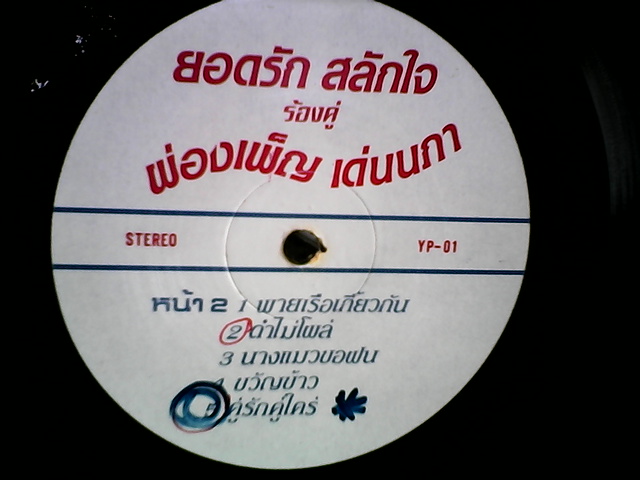 ยอดรัก สลักใจ
ร้องคู่
ผ่องเพ็ญ เด่นนภา
STEREO YP-01
หน้า 2 1 พายเรือเกี้ยวกัน
2 ดำไม่โผล่
3 นางแมวขอฝน
4 ขวัญข้าว
5 คู่รักคู่ใคร่